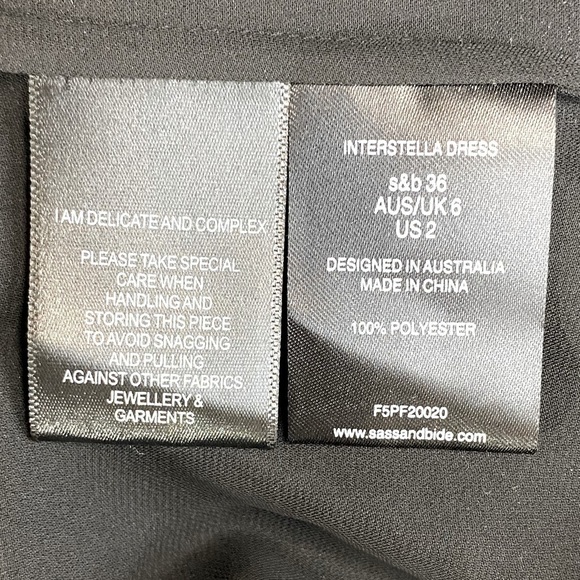 I AM DELICATE AND COMPLEX
PLEASE TAKE SPECIAL
CARE WHEN
HANDLING AND
STORING THIS PIECE
TO AVOID SNAGGING
AND PULLING
AGAINST OTHER FABRICS,
JEWELLERY &
GARMENTS
INTERSTELLA DRESS
s&b 36
AUS/UK 6
US 2
DESIGNED IN AUSTRALIA
MADE IN CHINA
100% POLYESTER
F5PF20020
www.sassandbide.com